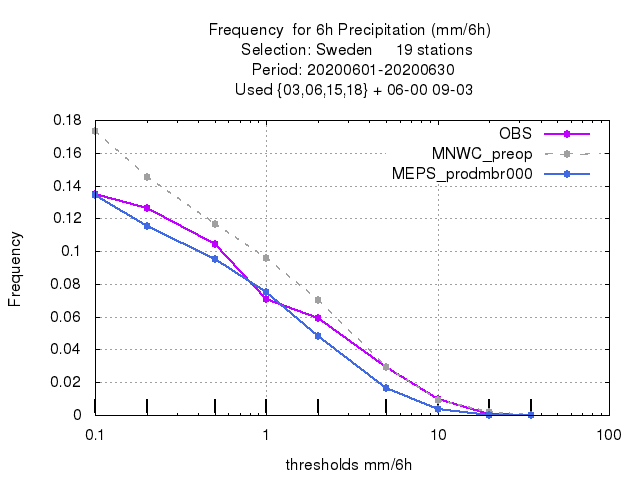 Frequency for 6h Precipitation (mm/6h)
Selection: Sweden 19 stations
Period: 20200601-20200630
Used {03,06,15,18} + 06-00 09-03
OBS
MNWC_preop
MEPS_prodmbr000
0.18
0.16
0.14
0.12
0.1
0.08
0.06
0.04
0.02
0
Frequency
0.1 1 10 100
thresholds mm/6h